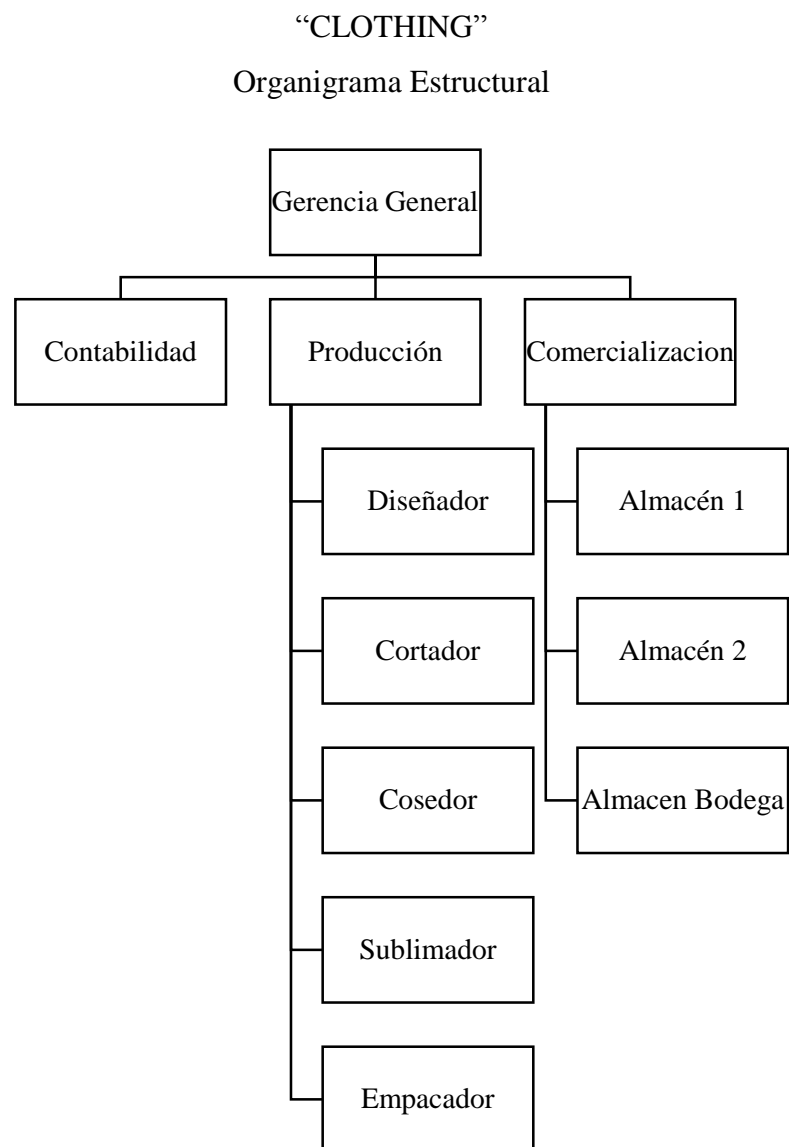 “CLOTHING”
Organigrama Estructural
Gerencia General
Contabilidad
Producción
Comercializacion
Diseñador
Almacén 1
Cortador
Almacén 2
Cosedor
Almacen Bodega
Sublimador
Empacador